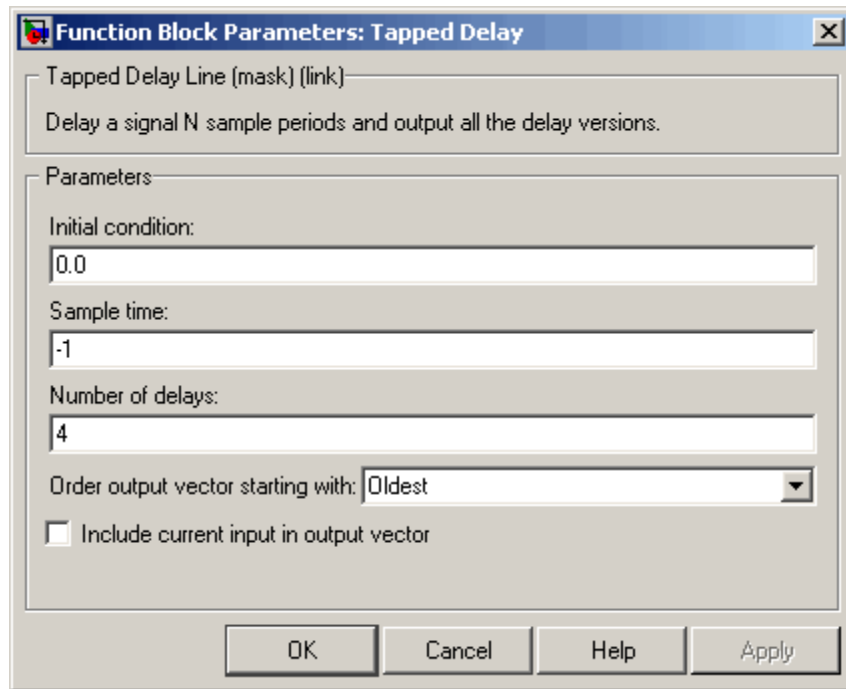 Function Block Parameters: Tapped Delay
Tapped Delay Line (mask) (link)
Delay a signal N sample periods and output all the delay versions.
Parameters
Initial condition:
0.0
Sample time:
-1
Number of delays:
4
Order output vector starting with: Oldest
Include current input in output vector
OK Cancel Help Apply